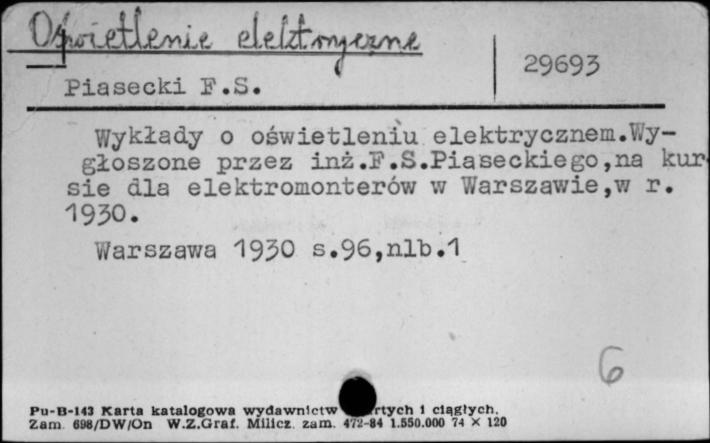 Oświetlenie elektryczne
29693
Piasecki F.S.
Wykłady o oświetleniu elektrycznem.Wy-
głoszone przez inż.F.S.Piaseckiego,na kur-
sie dla elektromonterów w Warszawie,w r.
1930.
Warszawa 1930 s.96,nlb.1
6
Pu-B-143 Karta katalogowa wydawnictw rtych i ciągłych.
Zam. 698/DW/On W.Z.Graf. Milicz zam. 472-84 1.550.000 74 × 120